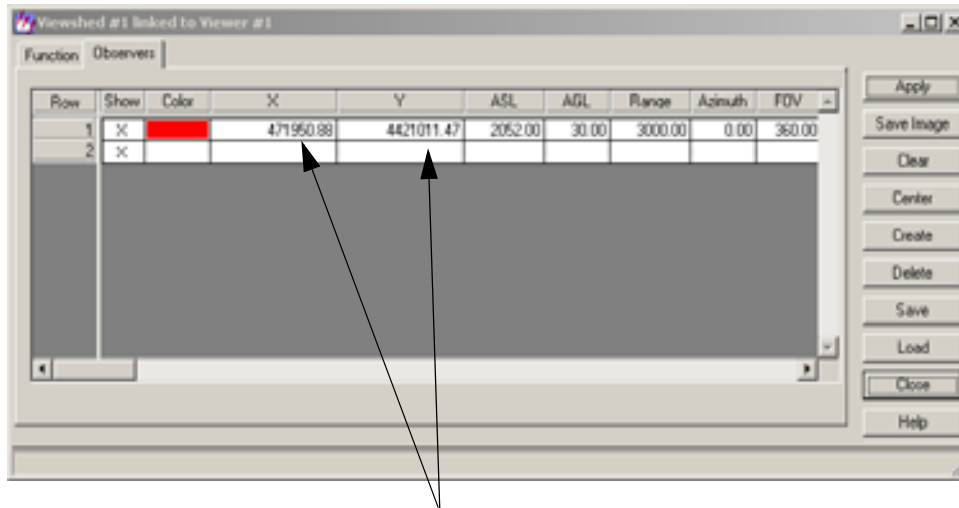 Viewshed #1 linked to Viewer #1
Function Observers
Row Show Color X Y ASL AGL Range Azimuth FOV
1 X 471950.88 4421011.47 2052.00 30.00 3000.00 0.00 360.00
2 X
Apply
Save Image
Clear
Center
Create
Delete
Save
Load
Close
Help